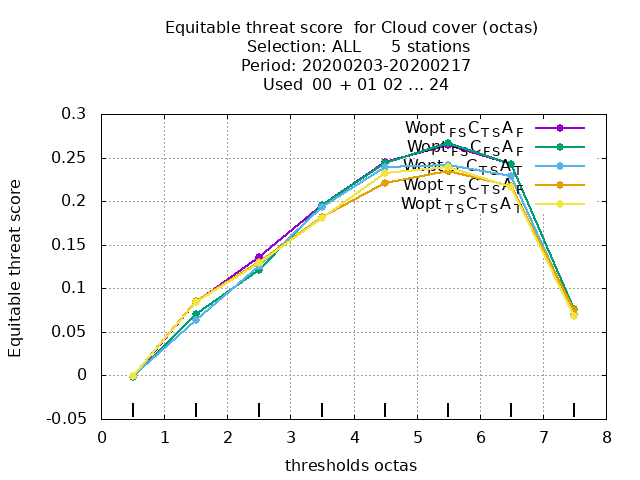 Equitable threat score for Cloud cover (octas)
Selection: ALL 5 stations
Period: 20200203-20200217
Used 00 + 01 02 ... 24
Equitable threat score
0.3
0.25
0.2
0.15
0.1
0.05
0
-0.05
Wopt FS C TS A F
Wopt FS C FS A F
Wopt FS C TS A T
Wopt TS C TS A F
Wopt TS C TS A T
0 1 2 3 4 5 6 7 8
thresholds octas